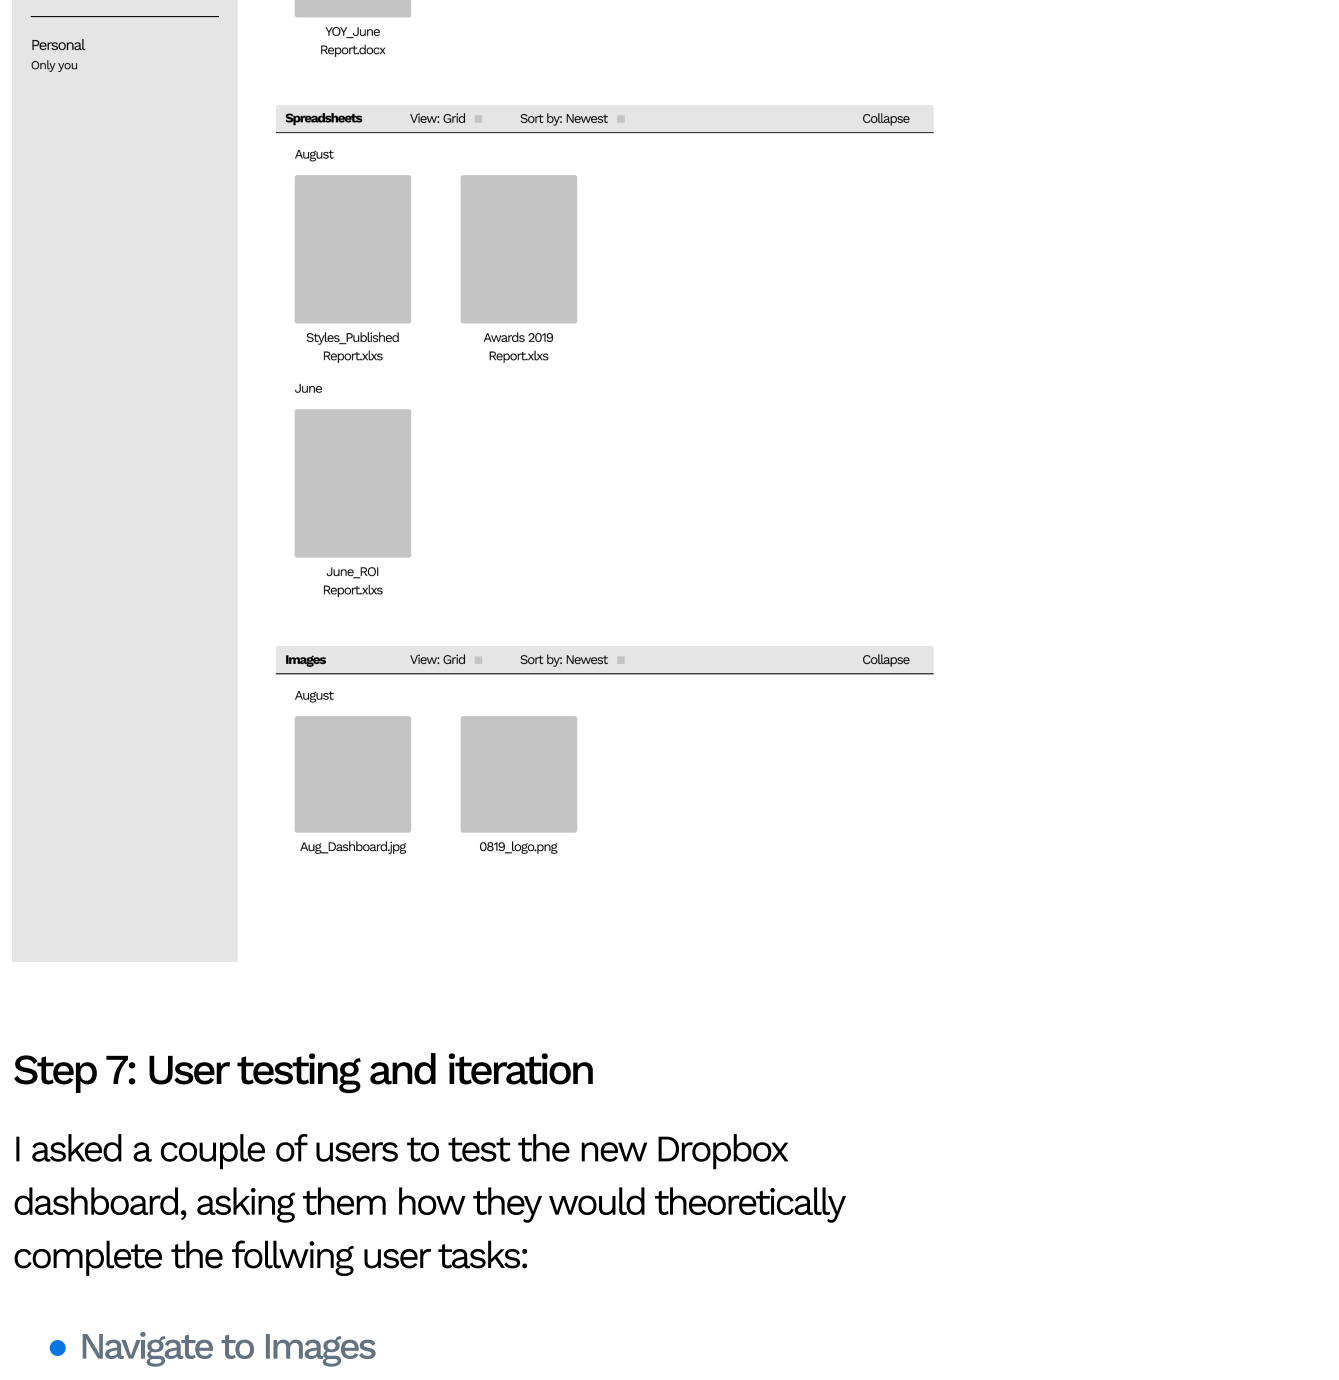 Personal
Only you
YOY_June
Report.docx
Spreadsheets View: Grid Sort by: Newest Collapse
August
Styles_Published
Report.xlxs
Awards 2019
Report.xlxs
June
June_ROI
Report.xlxs
Images View: Grid Sort by: Newest Collapse
August
Aug_Dashboard.jpg
0819_logo.png
Step 7: User testing and iteration
I asked a couple of users to test the new Dropbox
dashboard, asking them how they would theoretically
complete the follwing user tasks:
Navigate to Images